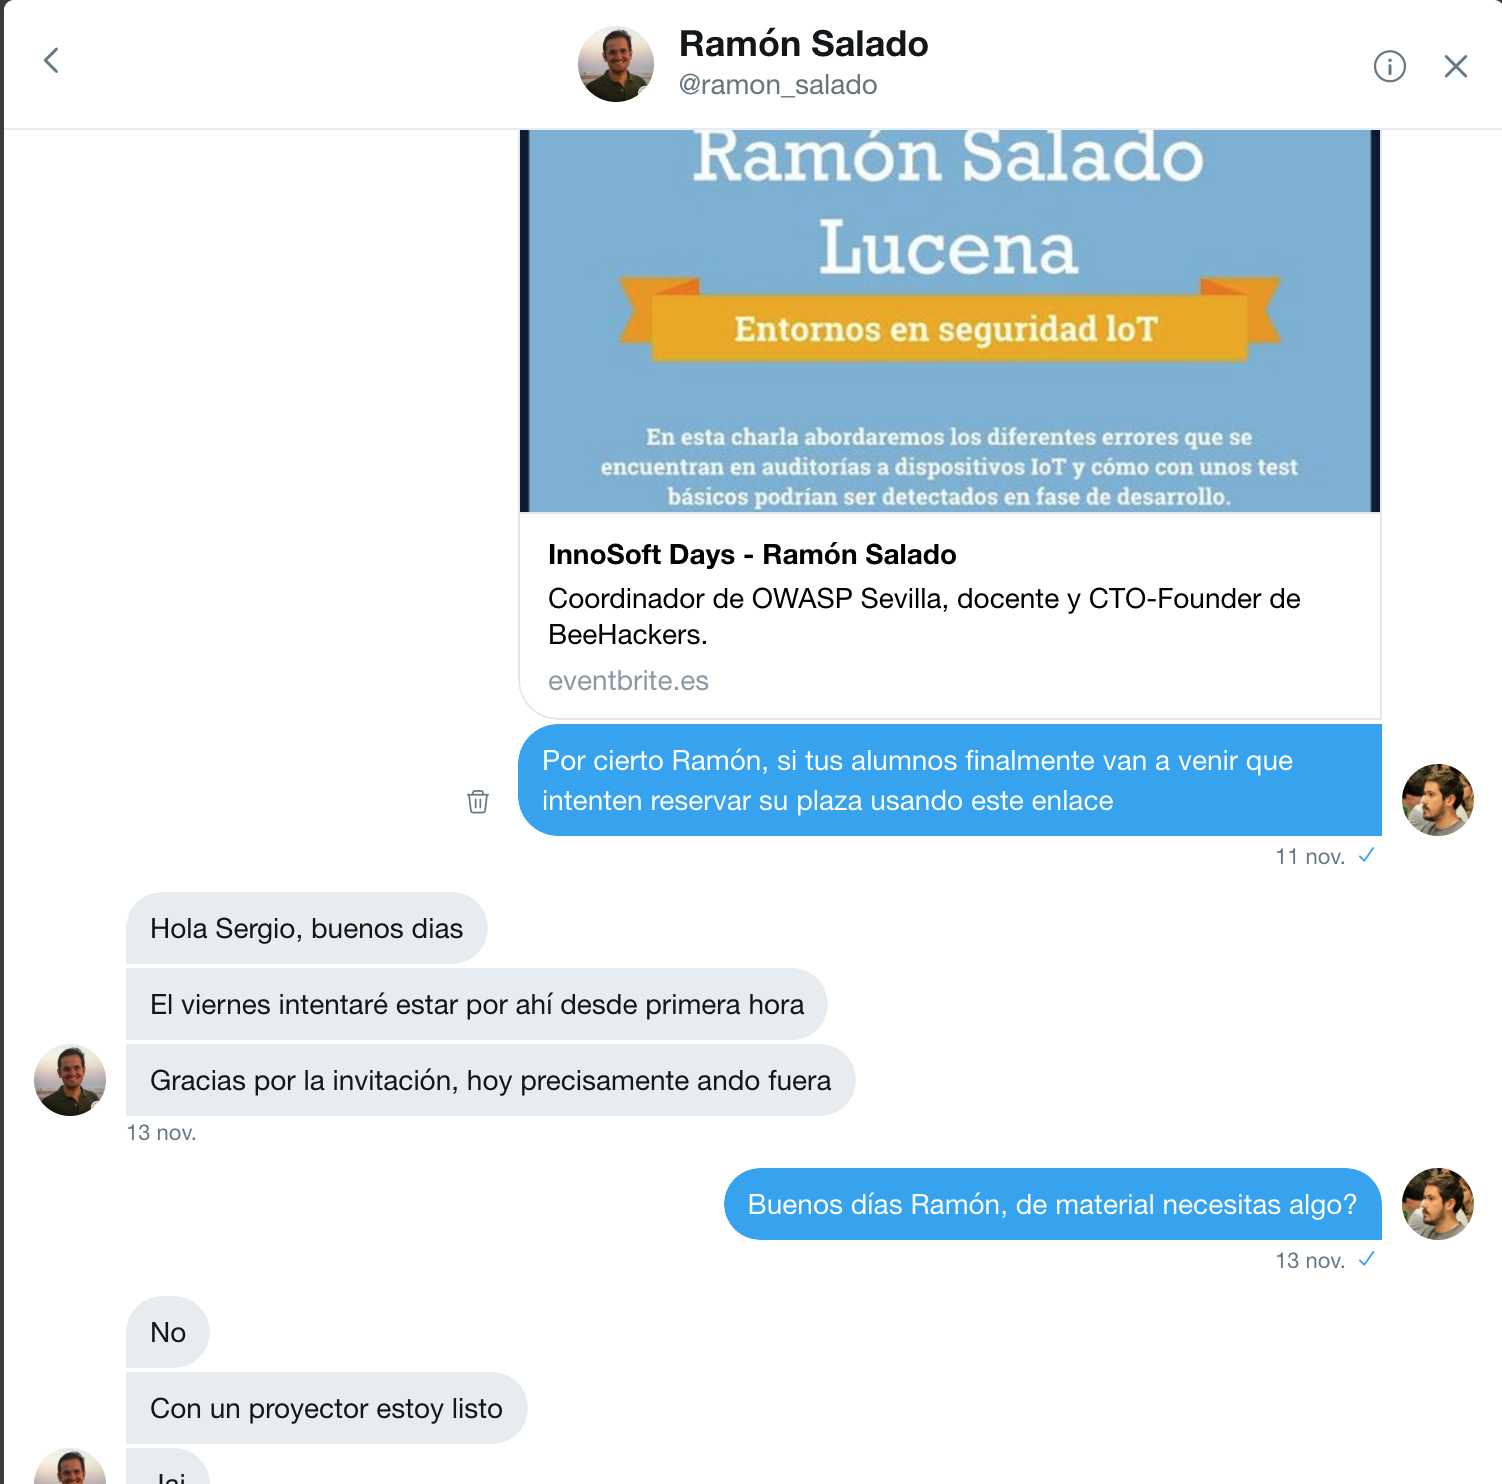 Ramón Salado
@ramon_salado
Ramón Salado
Lucena
Entornos en seguridad loT
En esta charla abordaremos los diferentes errores que se
encuentran en auditorías a dispositivos IoT y cómo con unos test
básicos podrían ser detectados en fase de desarrollo.
InnoSoft Days - Ramón Salado
Coordinador de OWASP Sevilla, docente y CTO-Founder de
BeeHackers.
eventbrite.es
Por cierto Ramón, si tus alumnos finalmente van a venir que
intenten reservar su plaza usando este enlace
11 nov.
Hola Sergio, buenos dias
El viernes intentaré estar por ahí desde primera hora
Gracias por la invitación, hoy precisamente ando fuera
13 nov.
Buenos días Ramón, de material necesitas algo?
13 nov.
No
Con un proyector estoy listo